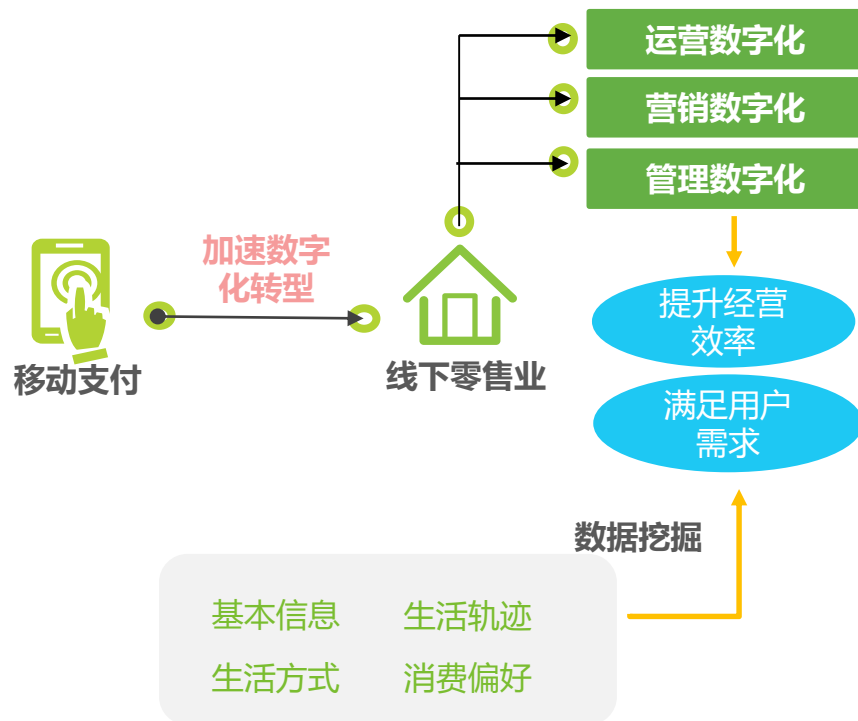 运营数字化
营销数字化
管理数字化
加速数字
化转型
移动支付
线下零售业
提升经营
效率
满足用户
需求
数据挖掘
基本信息 生活轨迹
生活方式 消费偏好